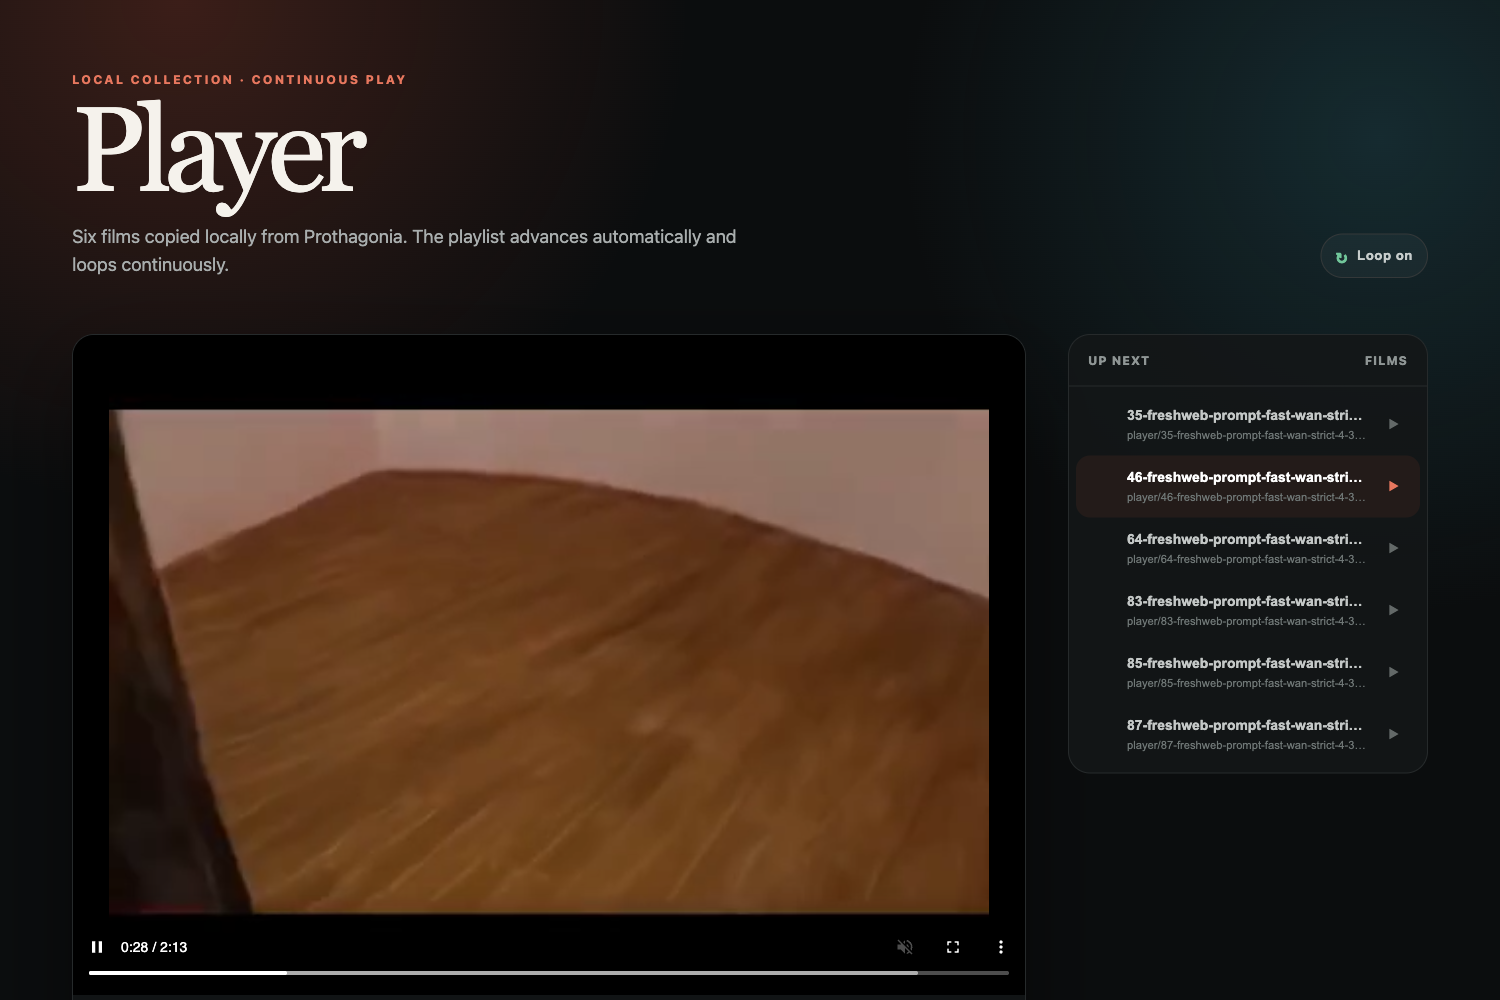 LOCAL COLLECTION · CONTINUOUS PLAY
Player
Six films copied locally from Prothagonia. The playlist advances automatically and
loops continuously.
↻ Loop on
UP NEXT
FILMS
35-freshweb-prompt-fast-wan-stri...
player/35-freshweb-prompt-fast-wan-strict-4-3...
46-freshweb-prompt-fast-wan-stri...
player/46-freshweb-prompt-fast-wan-strict-4-3...
64-freshweb-prompt-fast-wan-stri...
player/64-freshweb-prompt-fast-wan-strict-4-3...
83-freshweb-prompt-fast-wan-stri...
player/83-freshweb-prompt-fast-wan-strict-4-3...
85-freshweb-prompt-fast-wan-stri...
player/85-freshweb-prompt-fast-wan-strict-4-3...
87-freshweb-prompt-fast-wan-stri...
player/87-freshweb-prompt-fast-wan-strict-4-3...
0:28 / 2:13